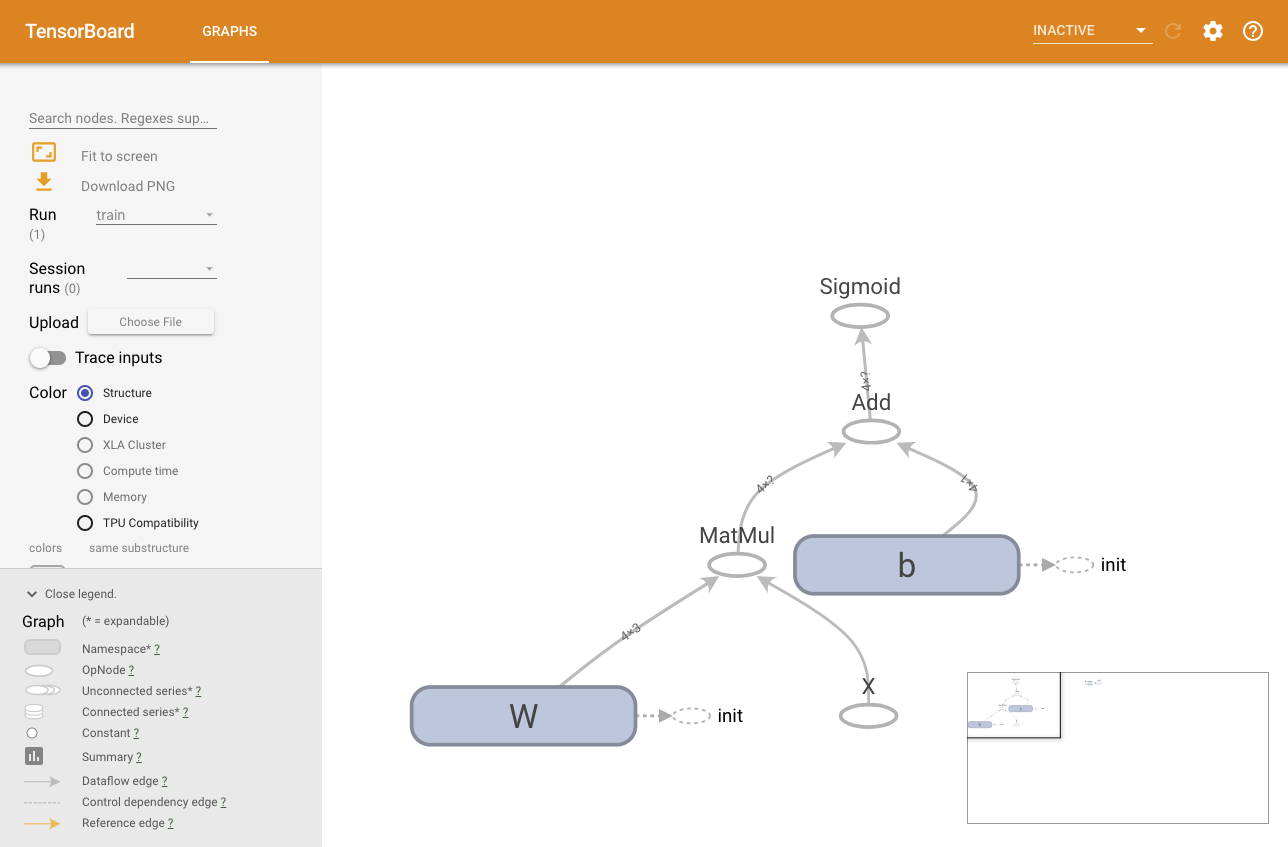 TensorBoard
GRAPHS
INACTIVE
Search nodes. Regexes sup...
Fit to screen
Download PNG
Run
(1)
train
Session
runs (0)
Upload
Choose File
Trace inputs
Color
Structure
Device
XLA Cluster
Compute time
Memory
TPU Compatibility
colors
same substructure
Close legend.
Graph
(* = expandable)
Namespace* ?
OpNode ?
Unconnected series* ?
Connected series* ?
Constant ?
Summary ?
Dataflow edge ?
Control dependency edge ?
Reference edge ?
Sigmoid
4×?
Add
4×?
4×1
MatMul
b
init
4×3
X
W
init